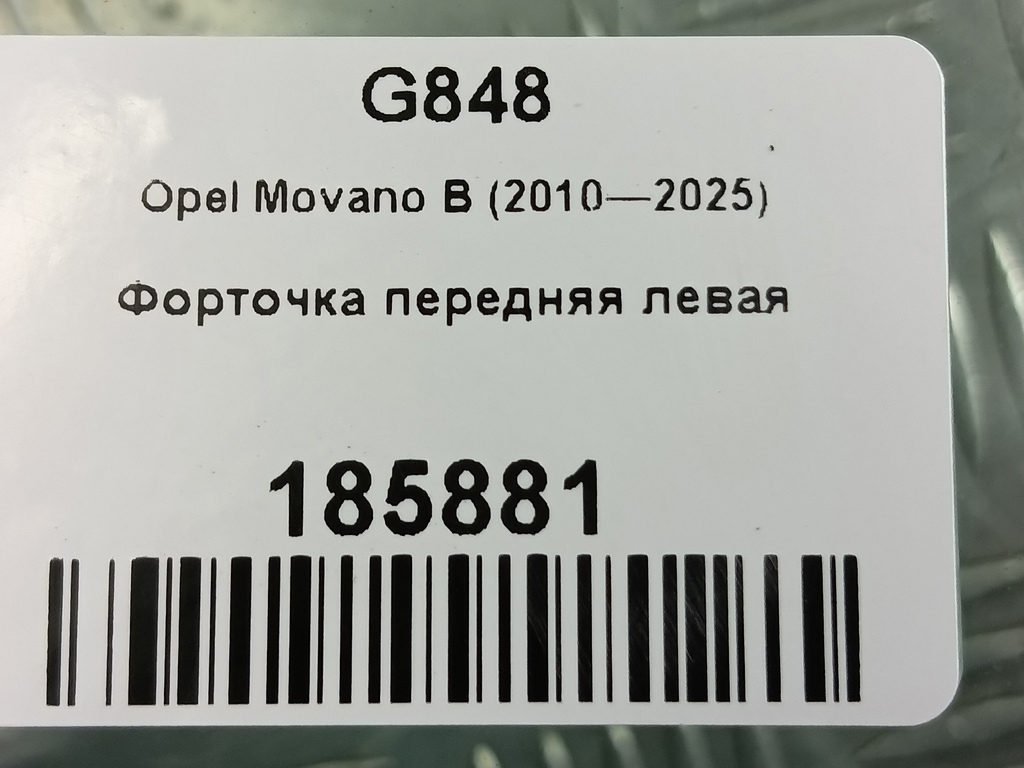 G848
Opel Movano B (2010—2025)
Форточка передняя левая
185881